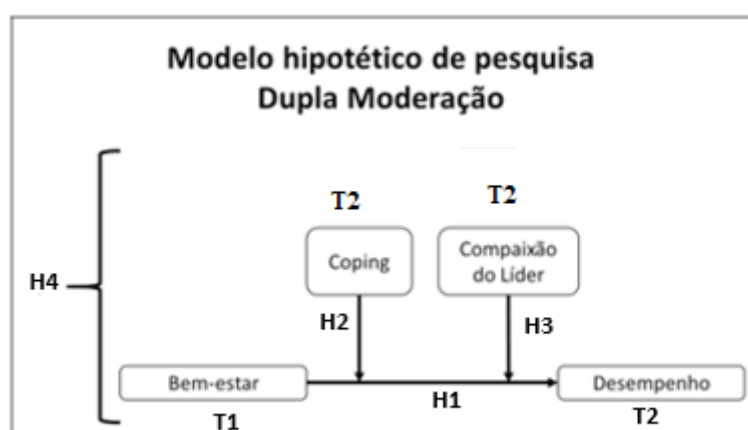 Modelo hipotético de pesquisa
Dupla Moderação
T2
T2
Coping
Compaixão
do Líder
H4
H2
H3
Bem-estar
H1
Desempenho
T1
T2